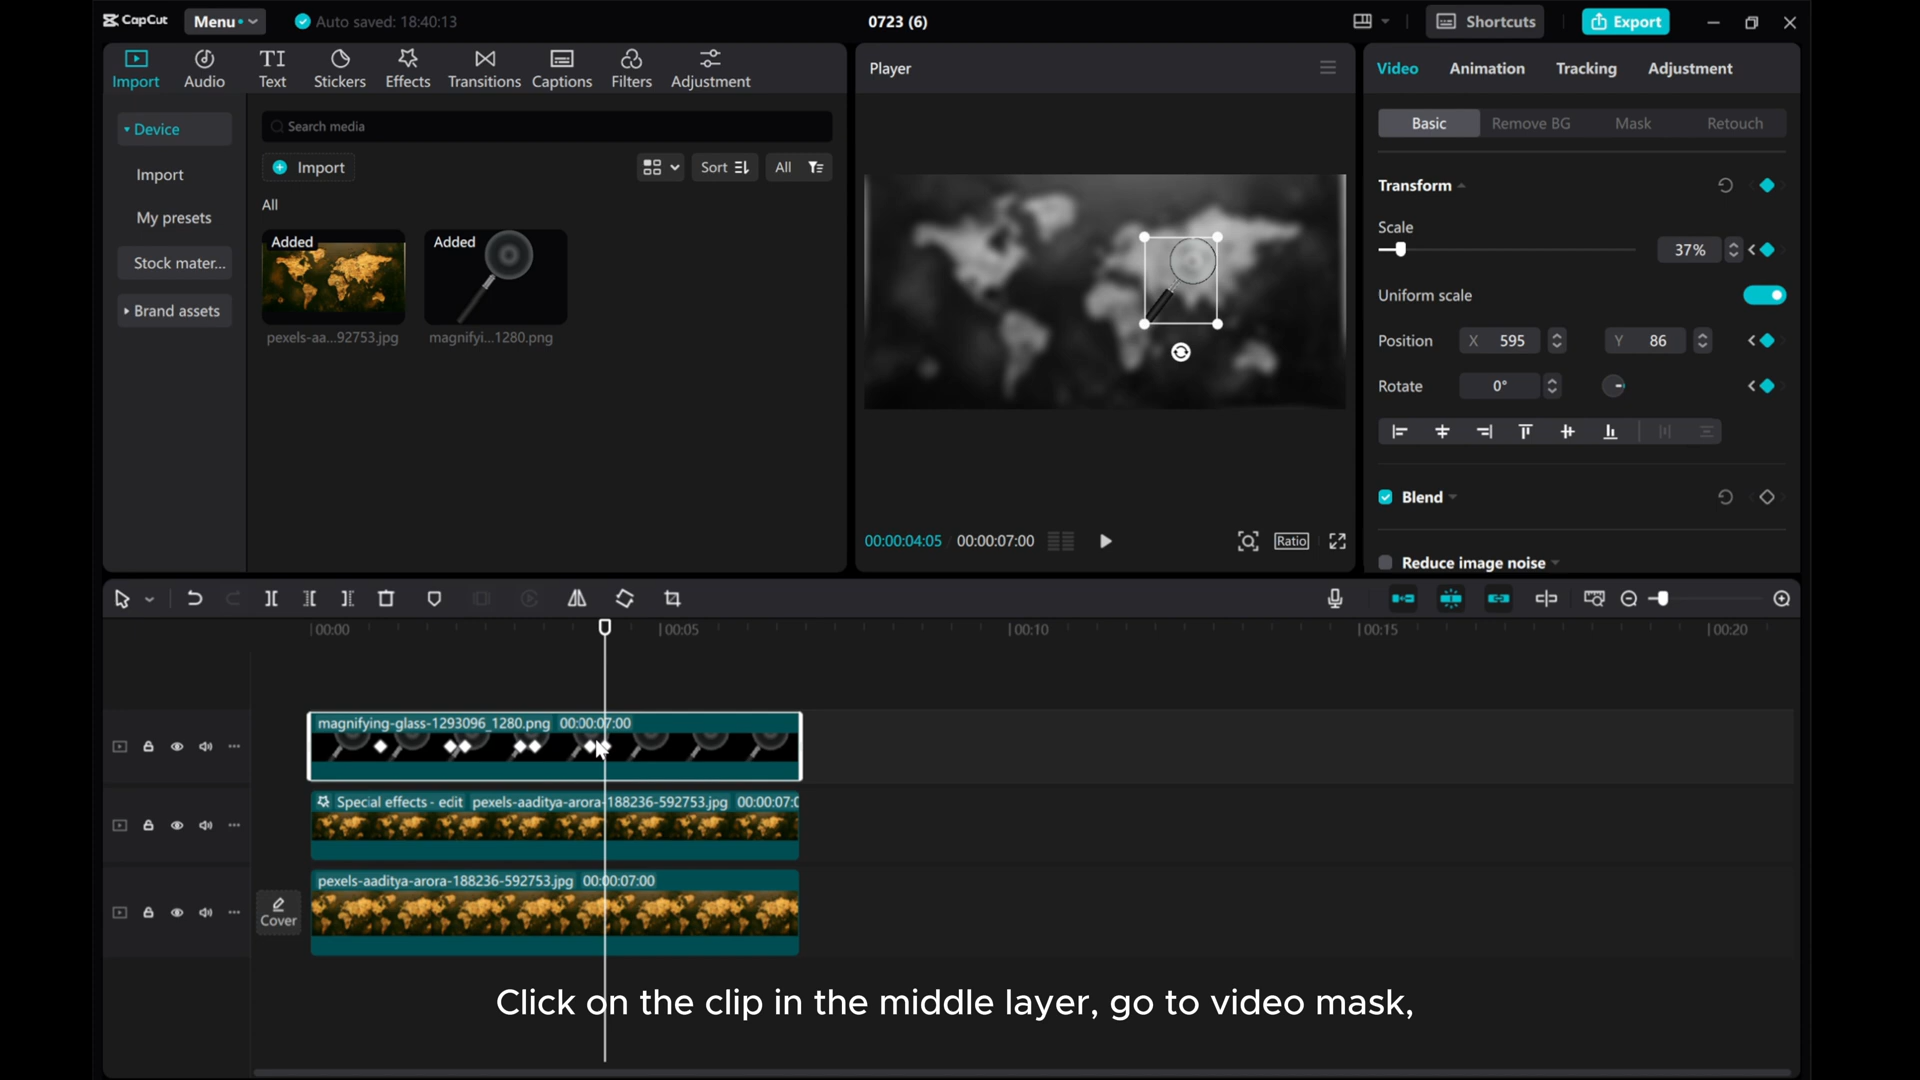 CapCut
Menu
Auto saved: 18:40:13
0723 (6)
Shortcuts
Export
Import
Audio
TI
Text
Stickers
Effects
Transitions
Captions
Filters
Adjustment
Device
Import
My presets
Stock mater...
Brand assets
Search media
Import
Sort
All
All
Added
pexels-aa...92753.jpg
Added
magnifyi...1280.png
Player
00:00:04:05
00:00:07:00
Ratio
Video
Animation
Tracking
Adjustment
Basic
Remove BG
Mask
Retouch
Transform
Scale
37%
Uniform scale
Position
X 595
Y 86
Rotate
0°
Blend
Reduce image noise
00:00
00:05
00:10
00:15
00:20
magnifying-glass-1293096_1280.png 00:00:07:00
Special effects - edit pexels-aaditya-arora-188236-592753.jpg 00:00:07:0
Cover
pexels-aaditya-arora-188236-592753.jpg 00:00:07:00
Click on the clip in the middle layer, go to video mask,